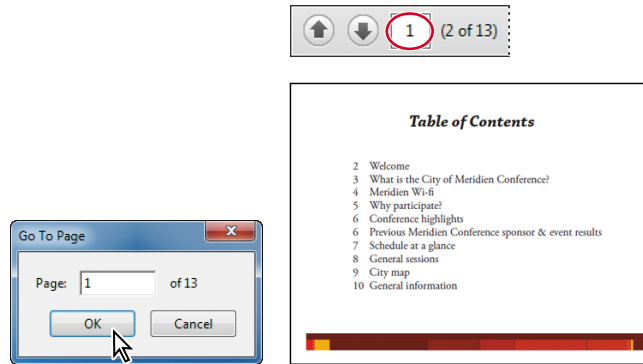 1 (2 of 13)
Table of Contents
2 Welcome
3 What is the City of Meridien Conference?
4 Meridien Wi-fi
5 Why participate?
6 Conference highlights
6 Previous Meridien Conference sponsor & event results
7 Schedule at a glance
8 General sessions
9 City map
10 General information
Go To Page
Page: 1 of 13
OK Cancel